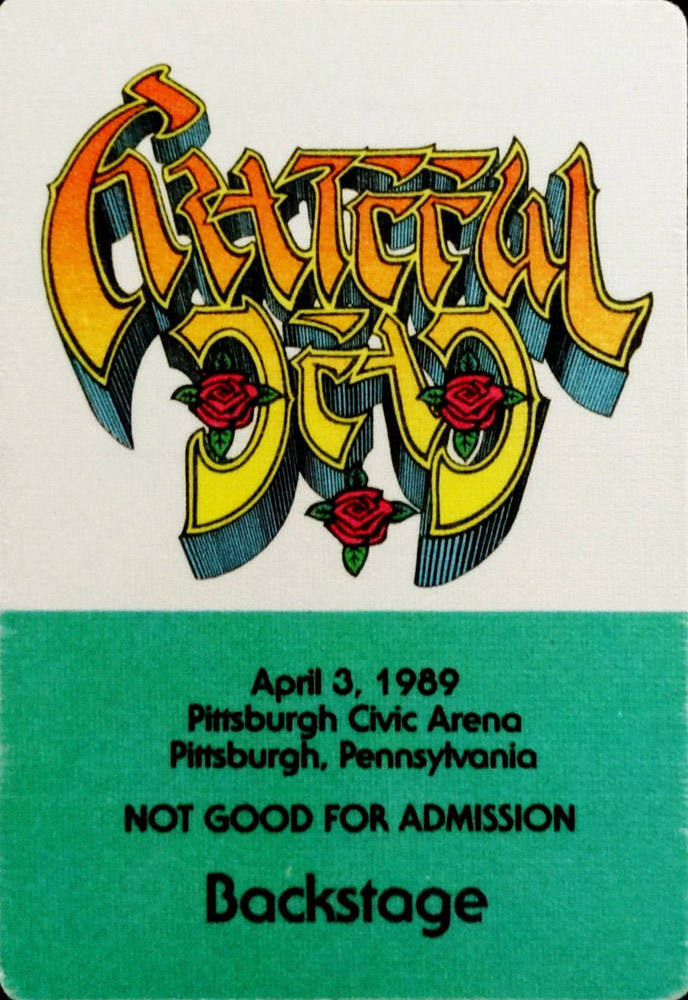 Grateful
Dead
April 3, 1989
Pittsburgh Civic Arena
Pittsburgh, Pennsylvania
NOT GOOD FOR ADMISSION
Backstage